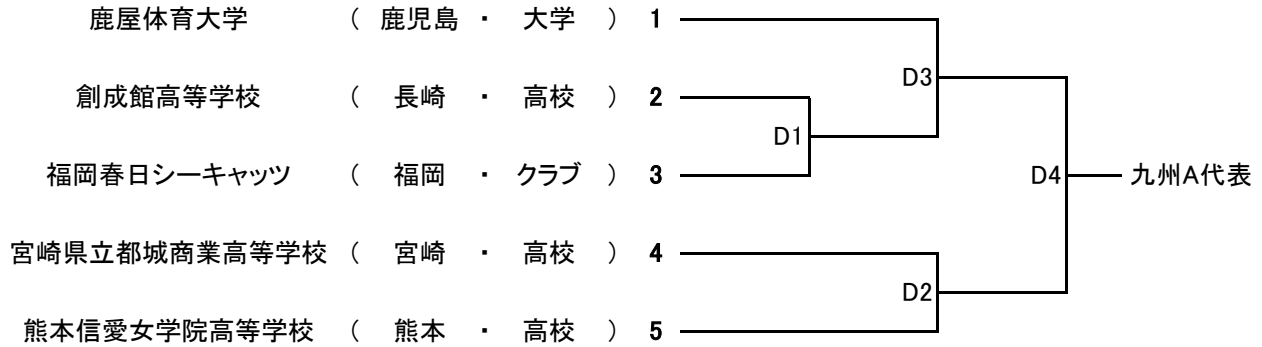 鹿屋体育大学 ( 鹿児島 ・ 大学 ) 1
D3
創成館高等学校 ( 長崎 ・ 高校 ) 2
D1
福岡春日シーキャッツ ( 福岡 ・ クラブ ) 3
D4 九州A代表
宮崎県立都城商業高等学校 ( 宮崎 ・ 高校 ) 4
D2
熊本信愛女学院高等学校 ( 熊本 ・ 高校 ) 5